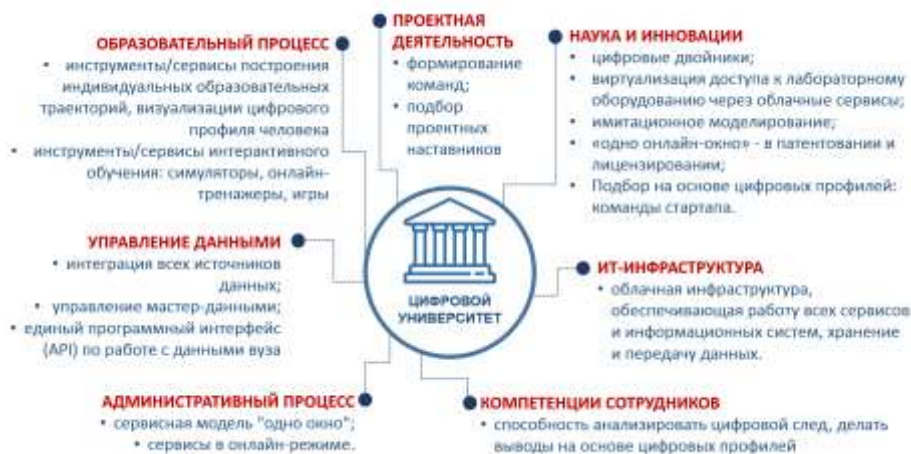 ОБРАЗОВАТЕЛЬНЫЙ ПРОЦЕСС
• инструменты/сервисы построения
индивидуальных образовательных
траекторий, визуализации цифрового
профиля человека
• инструменты/сервисы интерактивного
обучения: симуляторы, онлайн-
тренажеры, игры
ПРОЕКТНАЯ
ДЕЯТЕЛЬНОСТЬ
• формирование
команд;
• подбор
проектных
наставников
НАУКА И ИННОВАЦИИ
• цифровые двойники;
• виртуализация доступа к лабораторному
оборудованию через облачные сервисы;
• имитационное моделирование;
• «одно онлайн-окно» - в патентовании и
лицензировании;
• Подбор на основе цифровых профилей:
команды стартапа.
УПРАВЛЕНИЕ ДАННЫМИ
• интеграция всех источников
данных;
• управление мастер-данными;
• единый программный интерфейс
(API) по работе с данными вуза
ЦИФРОВОЙ
УНИВЕРСИТЕТ
ИТ-ИНФРАСТРУКТУРА
• облачная инфраструктура,
обеспечивающая работу всех сервисов
и информационных систем, хранение
и передачу данных.
АДМИНИСТРАТИВНЫЙ ПРОЦЕСС
• сервисная модель "одно окно";
• сервисы в онлайн-режиме.
КОМПЕТЕНЦИИ СОТРУДНИКОВ
• способность анализировать цифровой след, делать
выводы на основе цифровых профилей